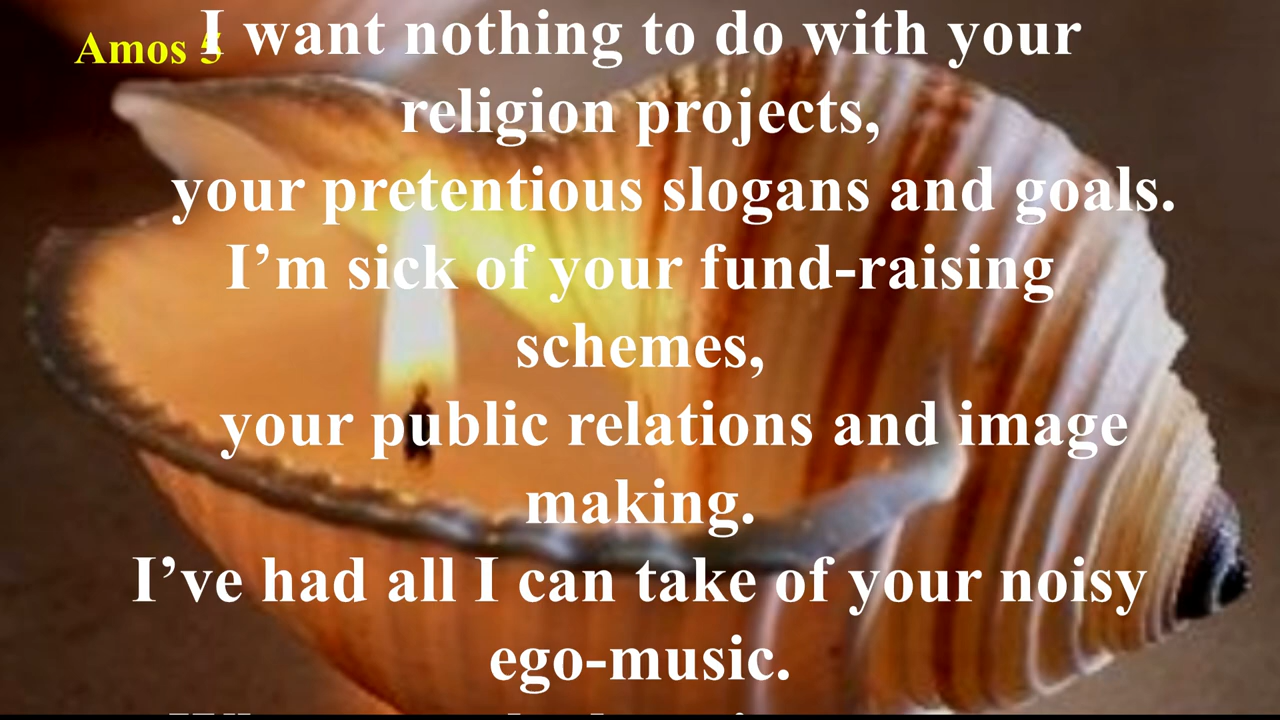 Amos 5
I want nothing to do with your
religion projects,
your pretentious slogans and goals.
I’m sick of your fund-raising
schemes,
your public relations and image
making.
I’ve had all I can take of your noisy
ego-music.